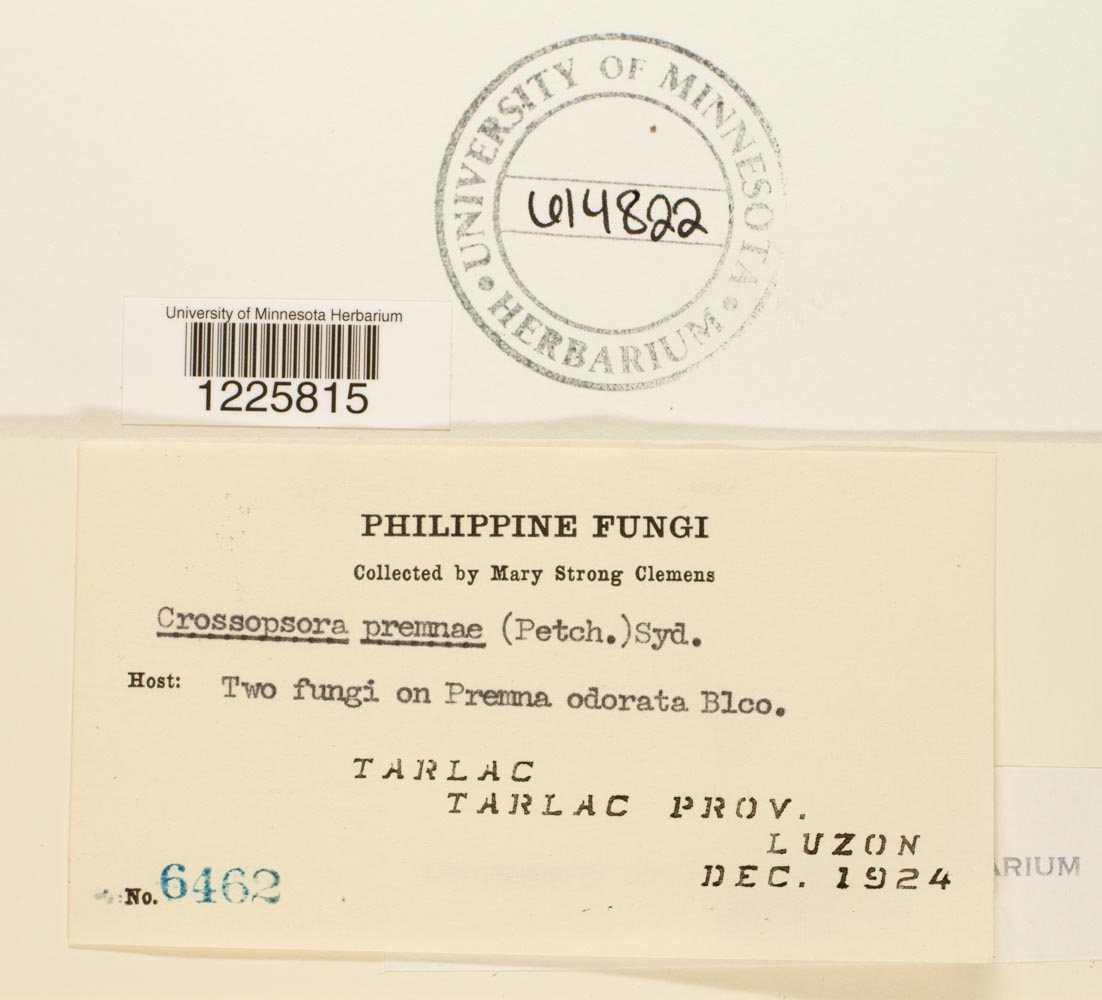 UNIVERSITY OF MINNESOTA
614822
• HERBARIUM •
University of Minnesota Herbarium
1225815
PHILIPPINE FUNGI
Collected by Mary Strong Clemens
Crossopsora premnae (Petch.)Syd.
Host: Two fungi on Premna odorata Blco.
TARLAC
TARLAC PROV.
LUZON
DEC. 1924
No. 6462
ARIUM